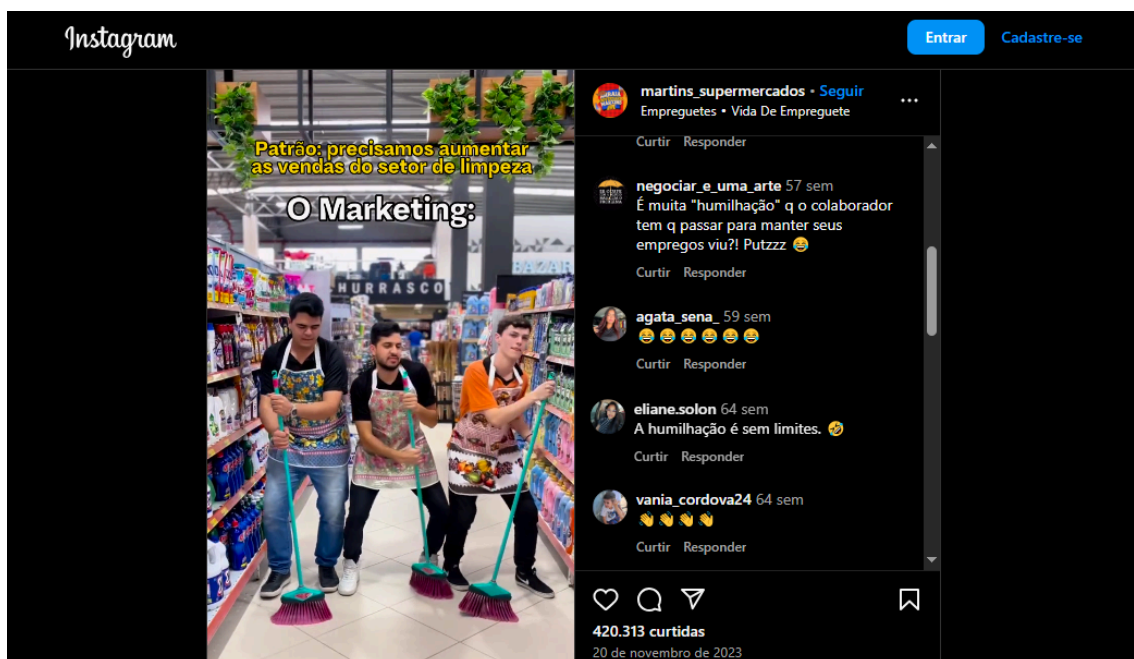 Instagram
Entrar
Cadastre-se
Patrão: precisamos aumentar
as vendas do setor de limpeza
O Marketing:
HURRASCO
BAZAR
martins_supermercados • Seguir
Empreguetes • Vida De Empreguete
...
Curtir Responder
negociar_e_uma_arte 57 sem
É muita "humilhação" q o colaborador
tem q passar para manter seus
empregos viu?! Putzzz 😂
Curtir Responder
agata_sena_ 59 sem
😂😂😂😂😂😂
Curtir Responder
eliane.solon 64 sem
A humilhação é sem limites. 🤣
Curtir Responder
vania_cordova24 64 sem
👏👏👏👏
Curtir Responder
420.313 curtidas
20 de novembro de 2023